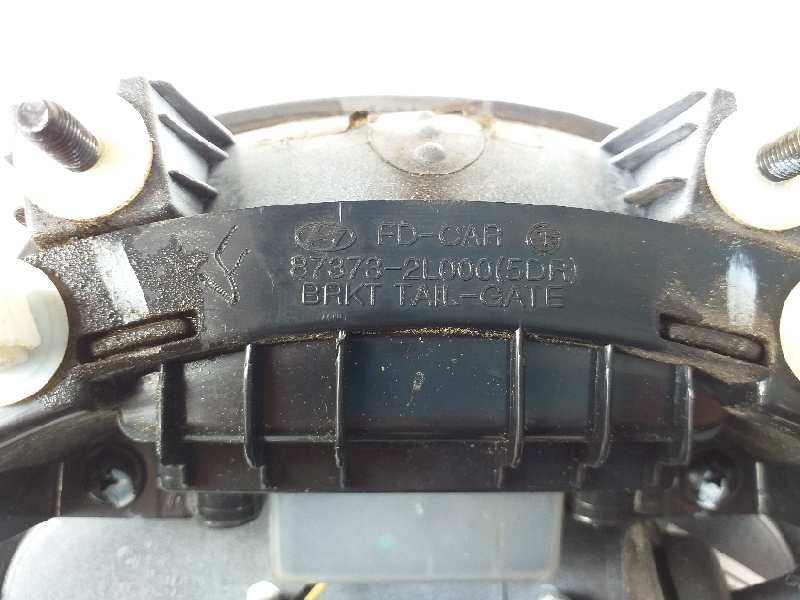 FD-CAR
87373-2L000(5DR)
BRKT TAIL-GATE